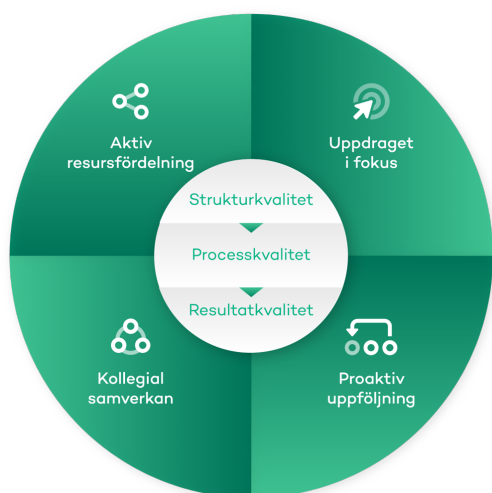 Aktiv
resursfördelning
Uppdraget
i fokus
Strukturkvalitet
Processkvalitet
Resultatkvalitet
Kollegial
samverkan
Proaktiv
uppföljning